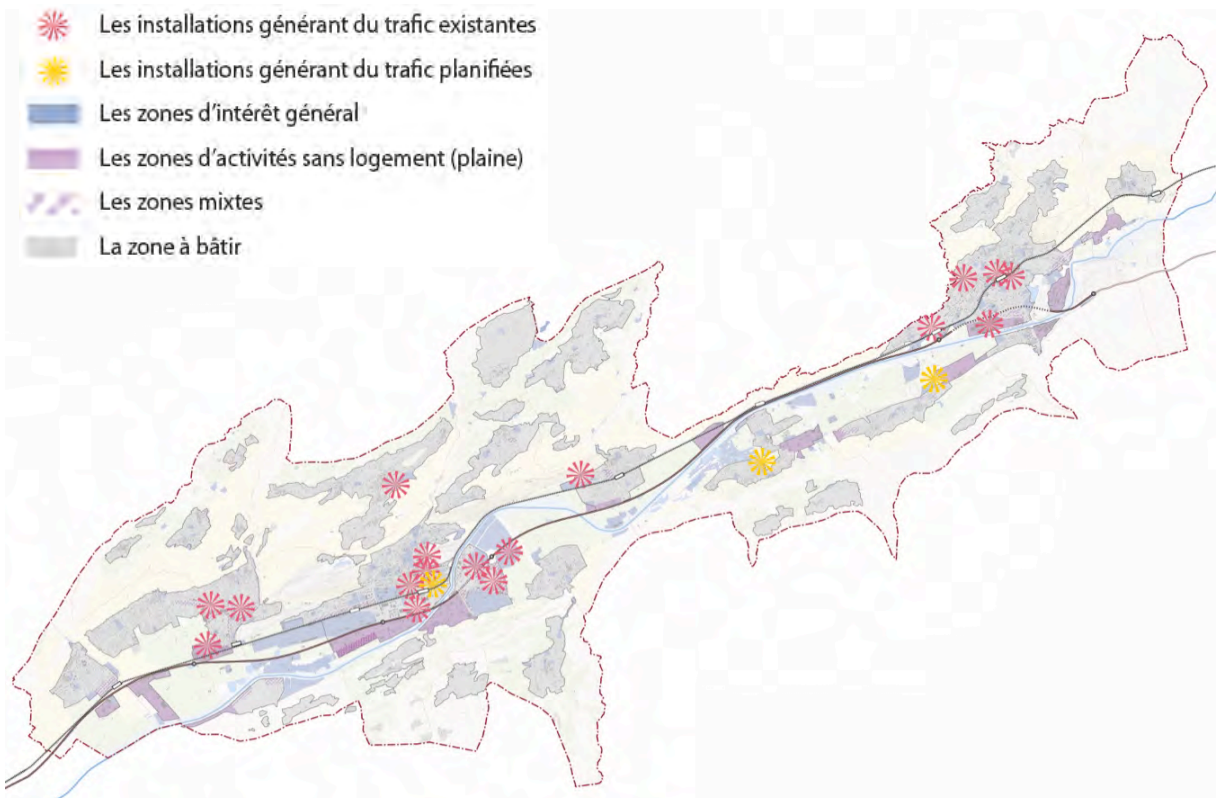 Les installations générant du trafic existantes
Les installations générant du trafic planifiées
Les zones d'intérêt général
Les zones d'activités sans logement (plaine)
Les zones mixtes
La zone à bâtir